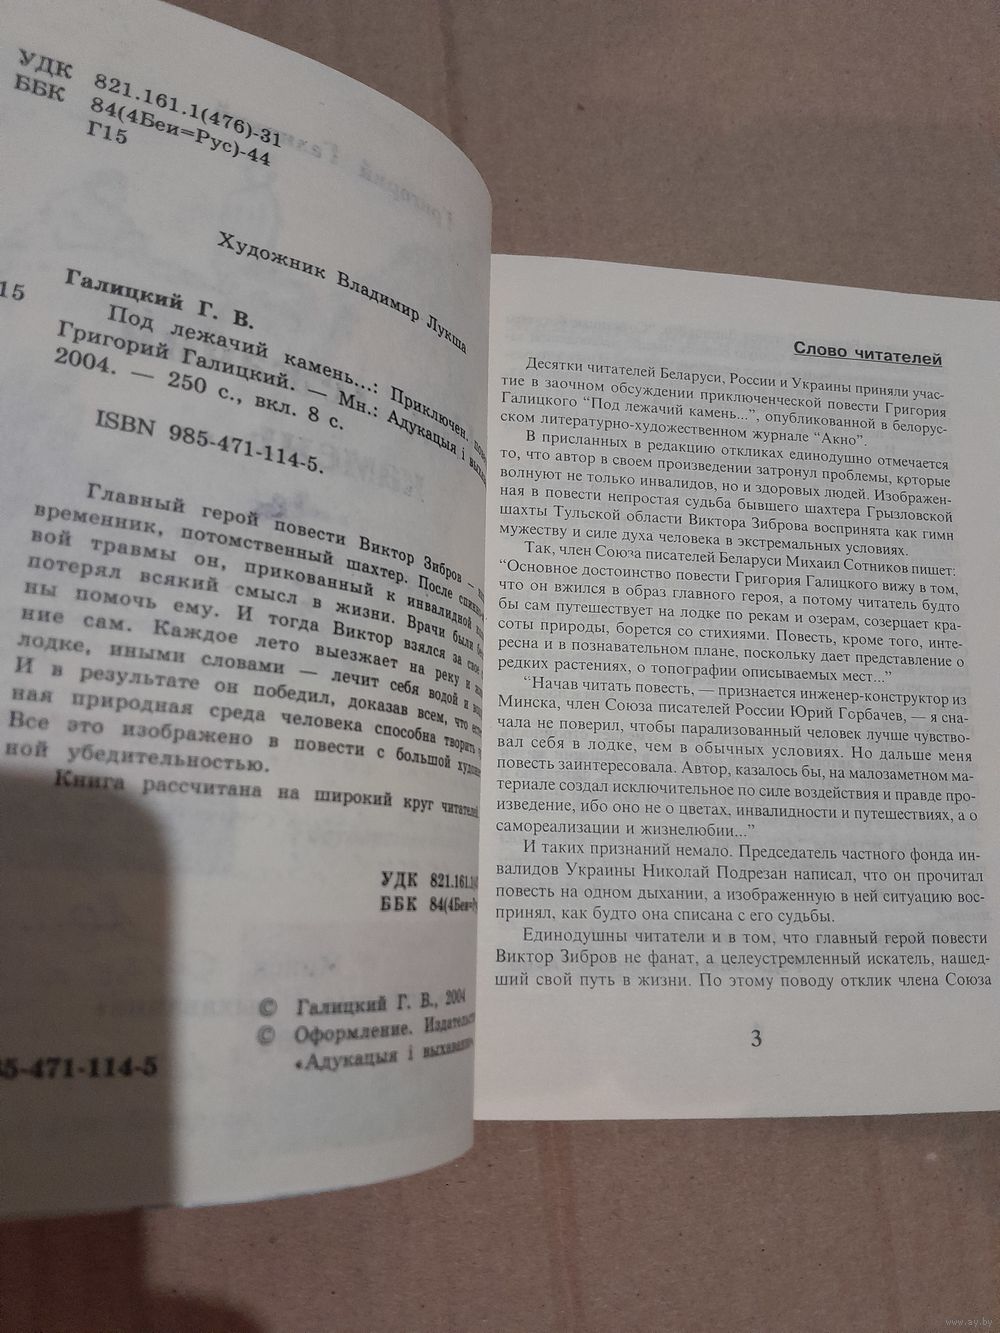 УДК 821.161.1(476)-31
ББК 84(4Беи=Рус)-44
Г15
Художник Владимир Лукша
Галицкий Г. В.
15 Под лежачий камень...: Приключен.
Григорий Галицкий. — Мн.: Адукацыя і
2004. — 250 с., вкл. 8 с.
ISBN 985-471-114-5.
Главный герой повести Виктор Зибров —
временник, потомственный шахтер. После
вой травмы он, прикованный к инвалидной
потерял всякий смысл в жизни. Врачи были
ны помочь ему. И тогда Виктор взялся за
ние сам. Каждое лето выезжает на реку и
лодке, иными словами — лечит себя водой и
И в результате он победил, доказав всем, что
ная природная среда человека способна творить
Все это изображено в повести с большой
ной убедительностью.
Книга рассчитана на широкий круг читателей
УДК 821.161.1
ББК 84(4Беи=
© Галицкий Г. В., 2004
© Оформление.
«Адукацыя і
85-471-114-5
Слово читателей
Десятки читателей Беларуси, России и Украины приняли учас-
тие в заочном обсуждении приключенческой повести Григория
Галицкого “Под лежачий камень...”, опубликованной в белорус-
ском литературно-художественном журнале “Акно”.
В присланных в редакцию откликах единодушно отмечается
то, что автор в своем произведении затронул проблемы, которые
волнуют не только инвалидов, но и здоровых людей. Изображен-
ная в повести непростая судьба бывшего шахтера Грызловской
шахты Тульской области Виктора Зиброва воспринята как гимн
мужеству и силе духа человека в экстремальных условиях.
Так, член Союза писателей Беларуси Михаил Сотников пишет:
“Основное достоинство повести Григория Галицкого вижу в том,
что он вжился в образ главного героя, а потому читатель будто
бы сам путешествует на лодке по рекам и озерам, созерцает кра-
соты природы, борется со стихиями. Повесть, кроме того, инте-
ресна и в познавательном плане, поскольку дает представление о
редких растениях, о топографии описываемых мест...”
“Начав читать повесть, — признается инженер-конструктор из
Минска, член Союза писателей России Юрий Горбачев, — я сна-
чала не поверил, чтобы парализованный человек лучше чувство-
вал себя в лодке, чем в обычных условиях. Но дальше меня
повесть заинтересовала. Автор, казалось бы, на малозаметном ма-
териале создал исключительное по силе воздействия и правде про-
изведение, ибо оно не о цветах, инвалидности и путешествиях, а о
самореализации и жизнелюбии...”
И таких признаний немало. Председатель частного фонда ин-
валидов Украины Николай Подрезан написал, что он прочитал
повесть на одном дыхании, а изображенную в ней ситуацию вос-
принял, как будто она списана с его судьбы.
Единодушны читатели и в том, что главный герой повести
Виктор Зибров не фанат, а целеустремленный искатель, нашед-
ший свой путь в жизни. По этому поводу отклик члена Союза
3
www.ay.by